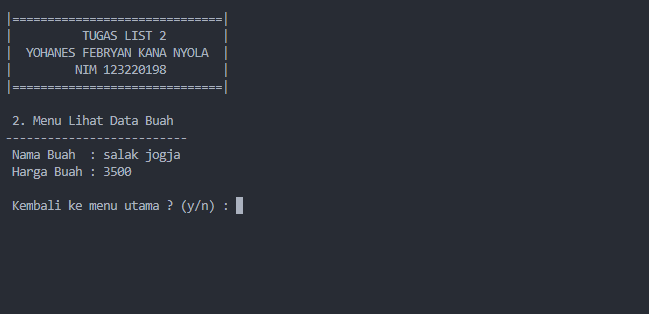 |==============================|
| TUGAS LIST 2 |
| YOHANES FEBRYAN KANA NYOLA |
| NIM 123220198 |
|==============================|
2. Menu Lihat Data Buah
--------------------------
Nama Buah : salak jogja
Harga Buah : 3500
Kembali ke menu utama ? (y/n) :